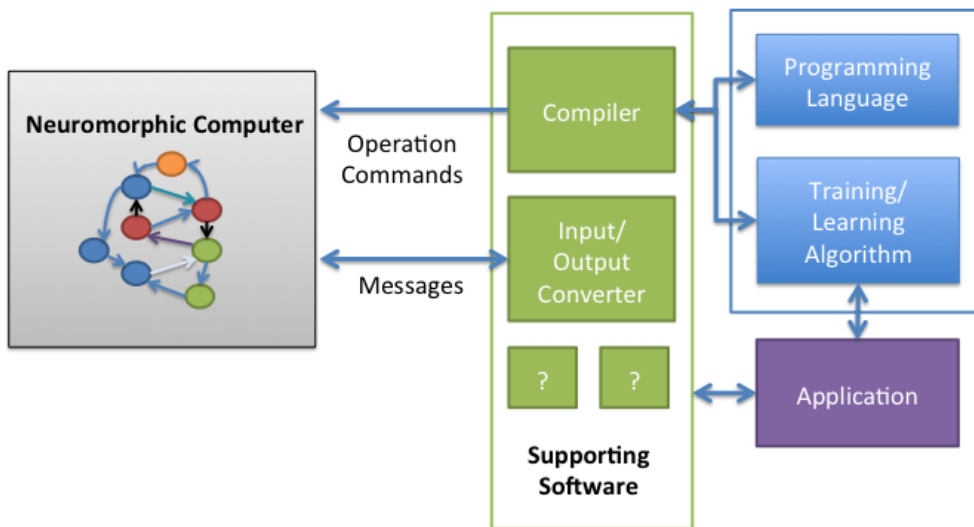 Neuromorphic Computer
Operation
Commands
Messages
Compiler
Input/
Output
Converter
?
?
Supporting
Software
Programming
Language
Training/
Learning
Algorithm
Application